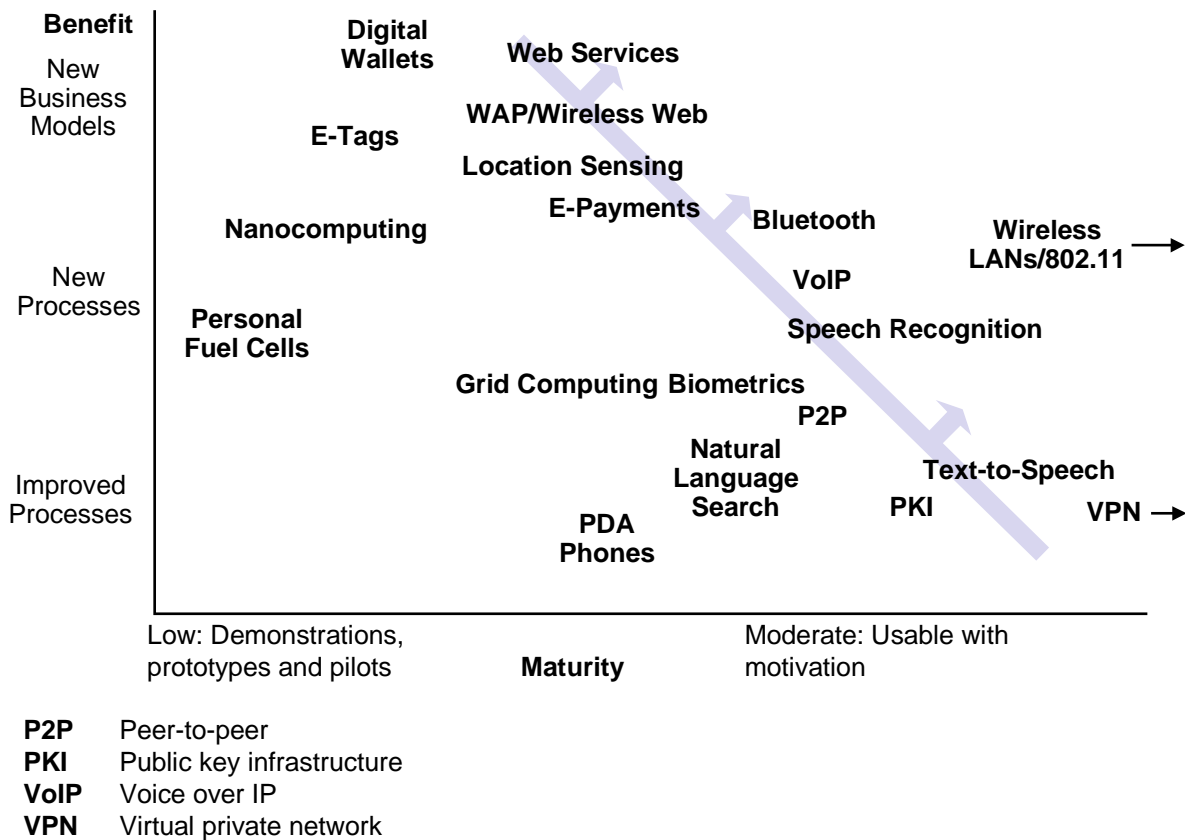 Benefit
New
Business
Models
Digital
Wallets
Web Services
WAP/Wireless Web
E-Tags
Location Sensing
E-Payments
Nanocomputing
Bluetooth
Wireless
LANs/802.11
New
Processes
VoIP
Personal
Fuel Cells
Speech Recognition
Grid Computing
Biometrics
P2P
Improved
Processes
Natural
Language
Search
Text-to-Speech
PKI
VPN
PDA
Phones
Low: Demonstrations,
prototypes and pilots
Maturity
Moderate: Usable with
motivation
P2P Peer-to-peer
PKI Public key infrastructure
VoIP Voice over IP
VPN Virtual private network